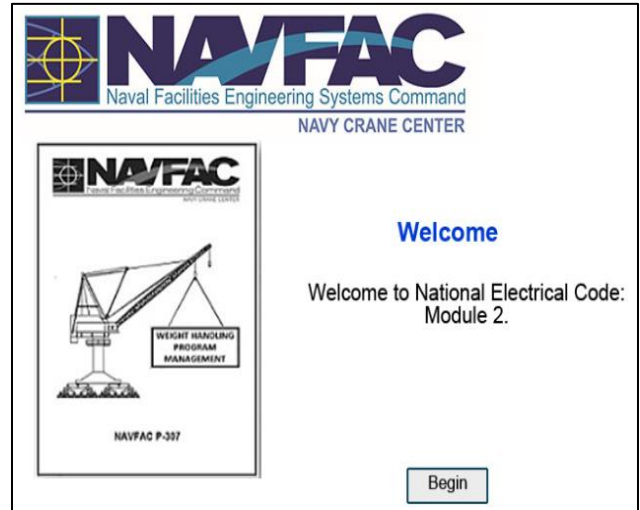 NAVFAC
Naval Facilities Engineering Systems Command
NAVY CRANE CENTER
NAVFAC
Naval Facilities Engineering Command
NAVY CRANE CENTER
WEIGHT HANDLING
PROGRAM
MANAGEMENT
NAVFAC P-307
Welcome
Welcome to National Electrical Code:
Module 2.
Begin